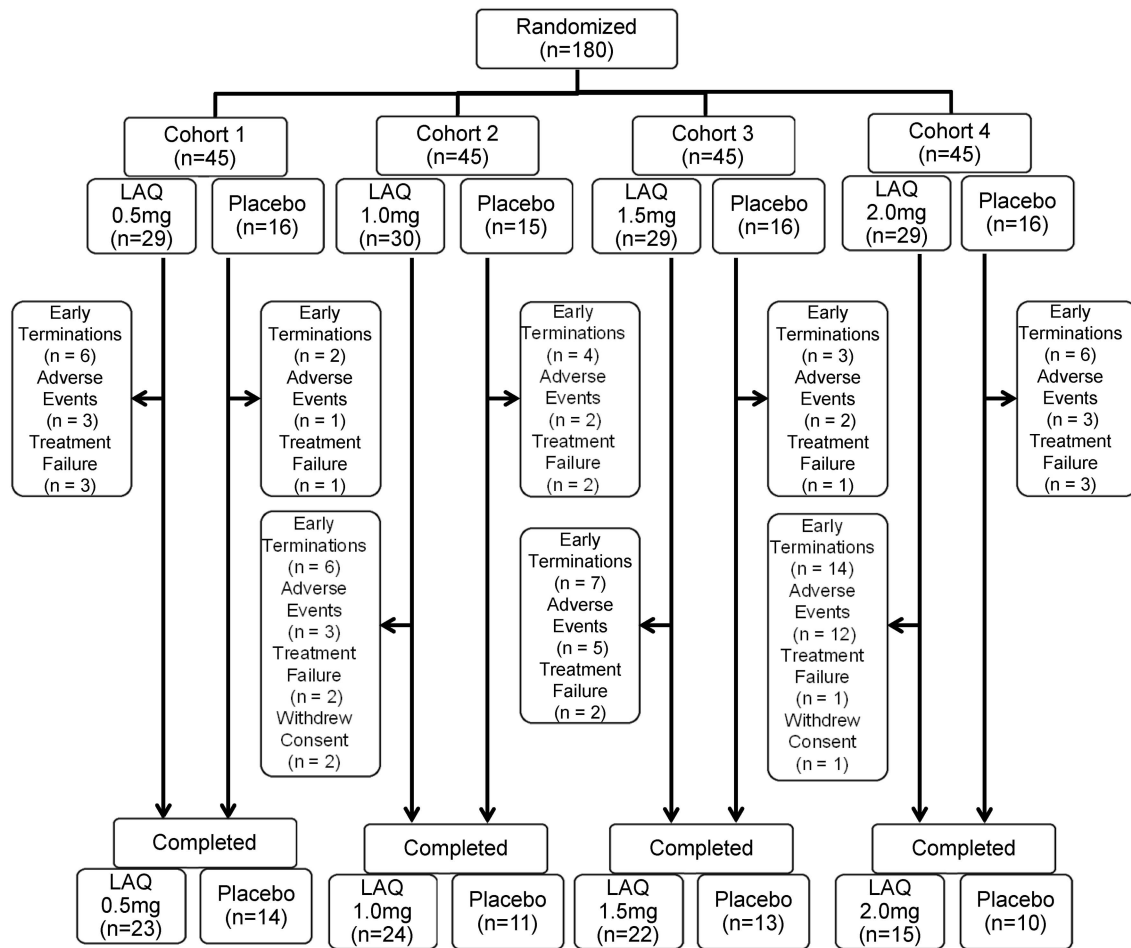 Randomized
(n=180)
Cohort 1
(n=45)
Cohort 2
(n=45)
Cohort 3
(n=45)
Cohort 4
(n=45)
LAQ
0.5mg
(n=29)
Placebo
(n=16)
LAQ
1.0mg
(n=30)
Placebo
(n=15)
LAQ
1.5mg
(n=29)
Placebo
(n=16)
LAQ
2.0mg
(n=29)
Placebo
(n=16)
Early
Terminations
(n = 6)
Adverse
Events
(n = 3)
Treatment
Failure
(n = 3)
Early
Terminations
(n = 2)
Adverse
Events
(n = 1)
Treatment
Failure
(n = 1)
Early
Terminations
(n = 4)
Adverse
Events
(n = 2)
Treatment
Failure
(n = 2)
Early
Terminations
(n = 3)
Adverse
Events
(n = 2)
Treatment
Failure
(n = 1)
Early
Terminations
(n = 6)
Adverse
Events
(n = 3)
Treatment
Failure
(n = 3)
Early
Terminations
(n = 6)
Adverse
Events
(n = 3)
Treatment
Failure
(n = 2)
Withdrew
Consent
(n = 2)
Early
Terminations
(n = 7)
Adverse
Events
(n = 5)
Treatment
Failure
(n = 2)
Early
Terminations
(n = 14)
Adverse
Events
(n = 12)
Treatment
Failure
(n = 1)
Withdrew
Consent
(n = 1)
Completed
Completed
Completed
Completed
LAQ
0.5mg
(n=23)
Placebo
(n=14)
LAQ
1.0mg
(n=24)
Placebo
(n=11)
LAQ
1.5mg
(n=22)
Placebo
(n=13)
LAQ
2.0mg
(n=15)
Placebo
(n=10)